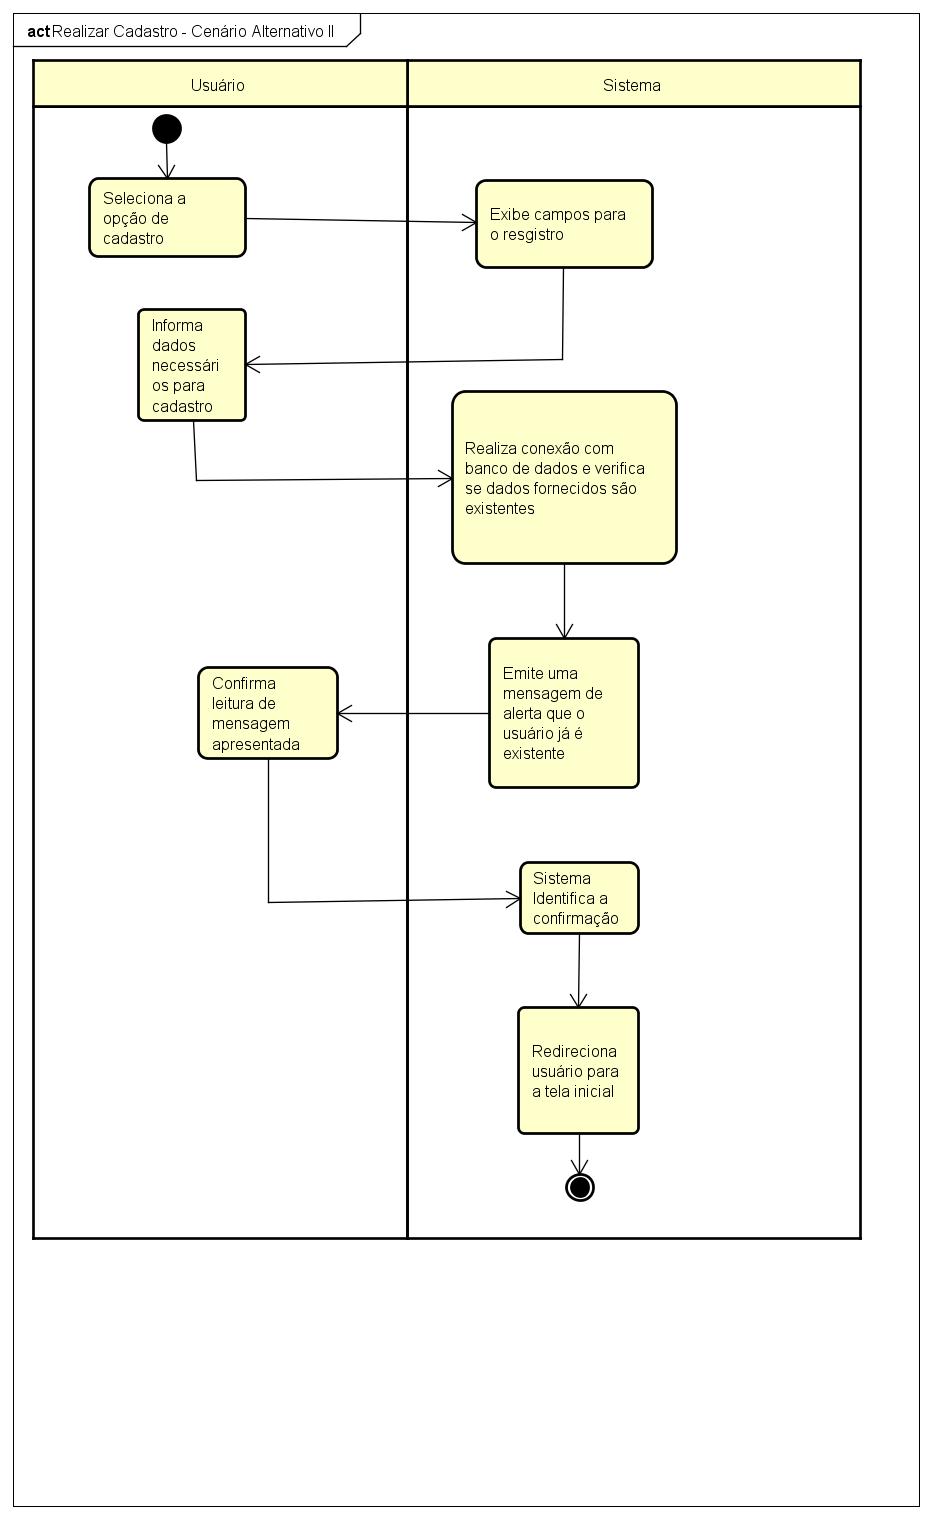 act Realizar Cadastro - Cenário Alternativo II
Usuário
Sistema
Seleciona a
opção de
cadastro
Exibe campos para
o resgistro
Informa
dados
necessári
os para
cadastro
Realiza conexão com
banco de dados e verifica
se dados fornecidos são
existentes
Emite uma
mensagem de
alerta que o
usuário já é
existente
Confirma
leitura de
mensagem
apresentada
Sistema
Identifica a
confirmação
Redireciona
usuário para
a tela inicial